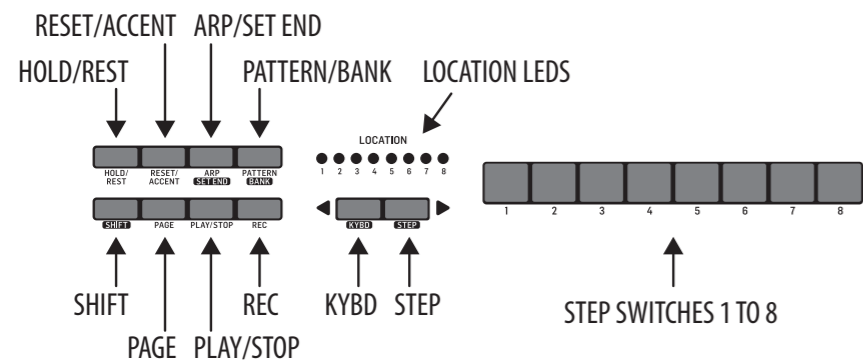 RESET/ACCENT ARP/SET END
HOLD/REST PATTERN/BANK LOCATION LEDS
LOCATION
1 2 3 4 5 6 7 8
HOLD/ REST
RESET/ ACCENT
ARP SET END
PATTERN BANK
SHIFT PAGE PLAY/STOP REC
KYBD STEP
1 2 3 4 5 6 7 8
SHIFT REC KYBD STEP STEP SWITCHES 1 TO 8
PAGE PLAY/STOP